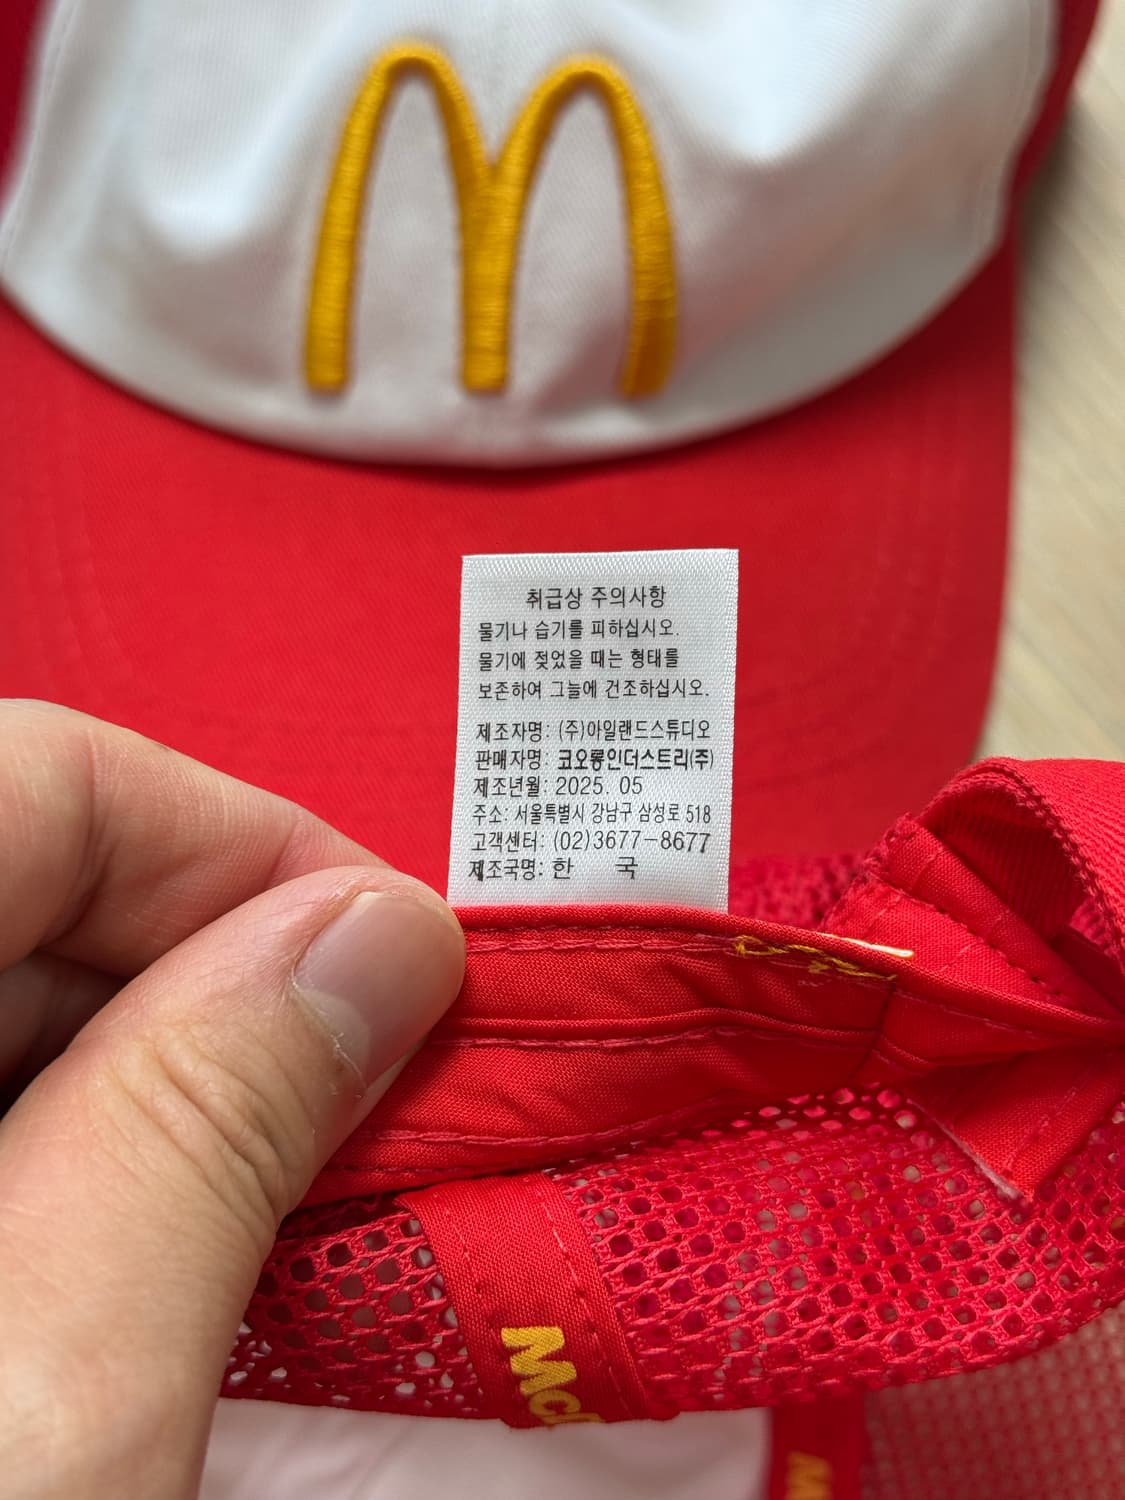 취급상 주의사항
물기나 습기를 피하십시오.
물기에 젖었을 때는 형태를
보존하여 그늘에 건조하십시오.
제조자명: (주)아일랜드스튜디오
판매자명: 코오롱인더스트리(주)
제조년월: 2025. 05
주소: 서울특별시 강남구 삼성로 518
고객센터: (02)3677-8677
제조국명: 한 국
McD